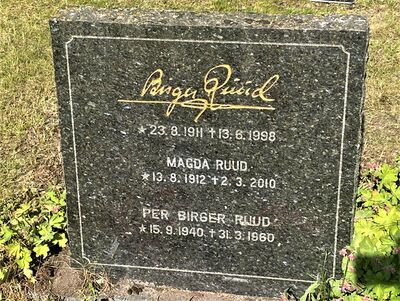 Birger Ruud
★23.8.1911 ✝13.6.1998
MAGDA RUUD
★13.8.1912 ✝2.3.2010
PER BIRGER RUUD
★15.9.1940 ✝31.3.1960